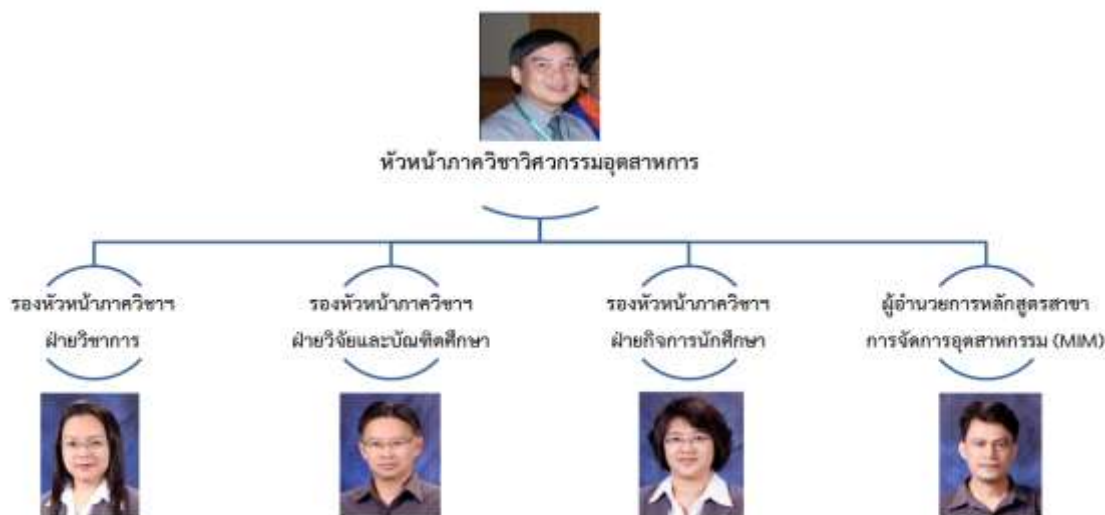 หัวหน้าภาควิชาวิศวกรรมอุตสาหการ
รองหัวหน้าภาควิชาฯ
ฝ่ายวิชาการ
รองหัวหน้าภาควิชาฯ
ฝ่ายวิจัยและบัณฑิตศึกษา
รองหัวหน้าภาควิชาฯ
ฝ่ายกิจการนักศึกษา
ผู้อำนวยการหลักสูตรสาขา
การจัดการอุตสาหกรรม (MIM)